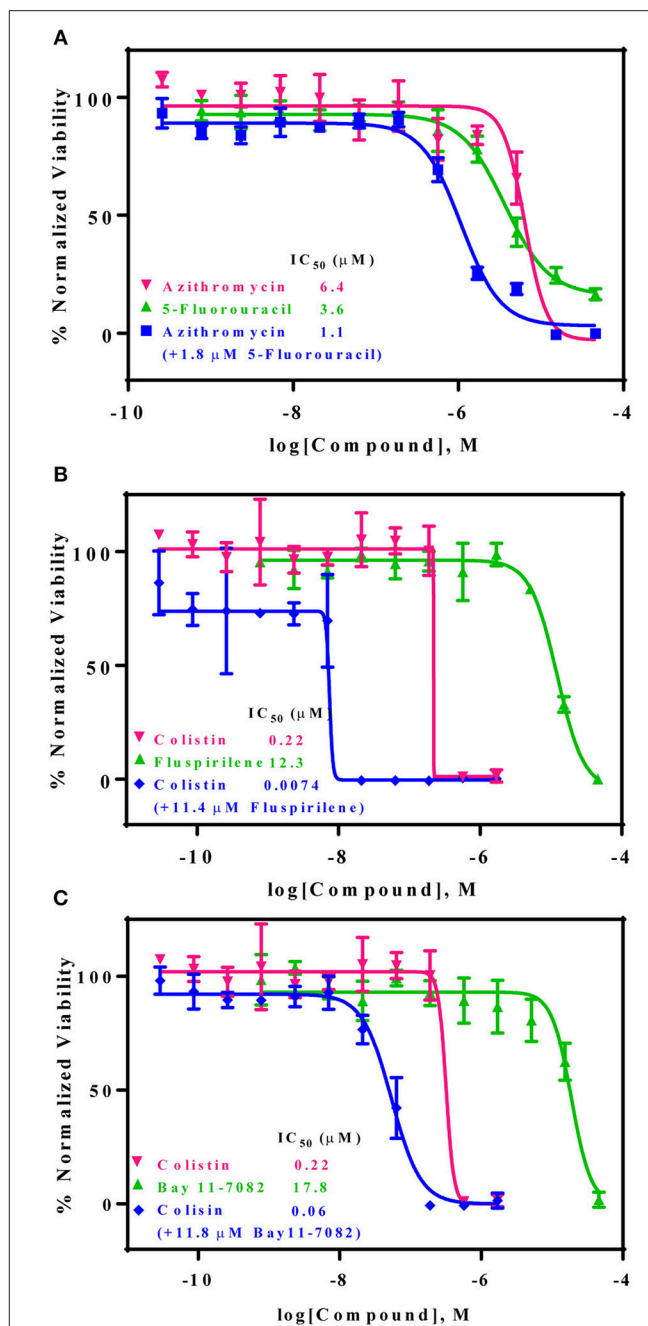 A
% Normalized Viability
100
50
0
IC50 (μM)
Azithromycin 6.4
5-Fluorouracil 3.6
Azithromycin 1.1
(+1.8 μM 5-Fluorouracil)
-10 -8 -6 -4
log[Compound], M
B
% Normalized Viability
100
50
0
IC50 (μM)
Colistin 0.22
Fluspirilene 12.3
Colistin 0.0074
(+11.4 μM Fluspirilene)
-10 -8 -6 -4
log[Compound], M
C
% Normalized Viability
100
50
0
IC50 (μM)
Colistin 0.22
Bay 11-7082 17.8
Colisin 0.06
(+11.8 μM Bay11-7082)
-10 -8 -6 -4
log[Compound], M